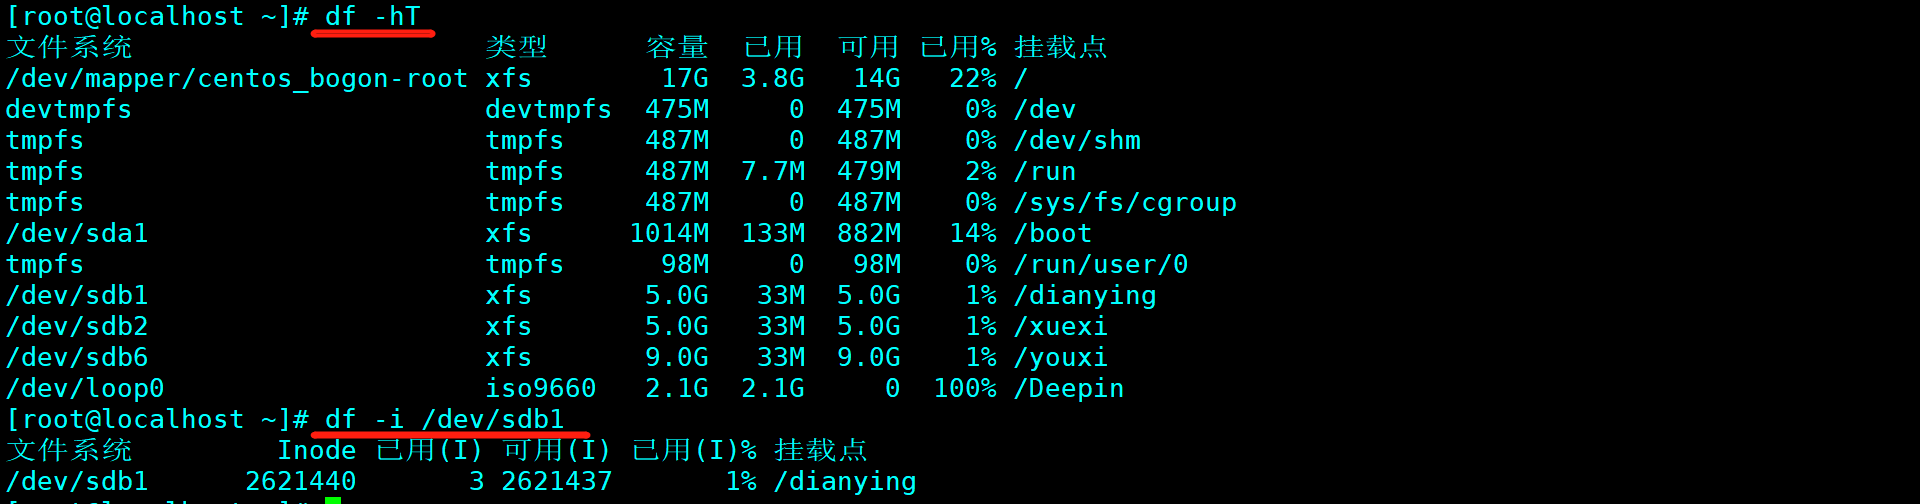 [root@localhost ~]# df -hT
文件系统 类型 容量 已用 可用 已用% 挂载点
/dev/mapper/centos_bogon-root xfs 17G 3.8G 14G 22% /
devtmpfs devtmpfs 475M 0 475M 0% /dev
tmpfs tmpfs 487M 0 487M 0% /dev/shm
tmpfs tmpfs 487M 7.7M 479M 2% /run
tmpfs tmpfs 487M 0 487M 0% /sys/fs/cgroup
/dev/sda1 xfs 1014M 133M 882M 14% /boot
tmpfs tmpfs 98M 0 98M 0% /run/user/0
/dev/sdb1 xfs 5.0G 33M 5.0G 1% /dianying
/dev/sdb2 xfs 5.0G 33M 5.0G 1% /xuexi
/dev/sdb6 xfs 9.0G 33M 9.0G 1% /youxi
/dev/loop0 iso9660 2.1G 2.1G 0 100% /Deepin
[root@localhost ~]# df -i /dev/sdb1
文件系统 Inode 已用(I) 可用(I) 已用(I)% 挂载点
/dev/sdb1 2621440 3 2621437 1% /dianying